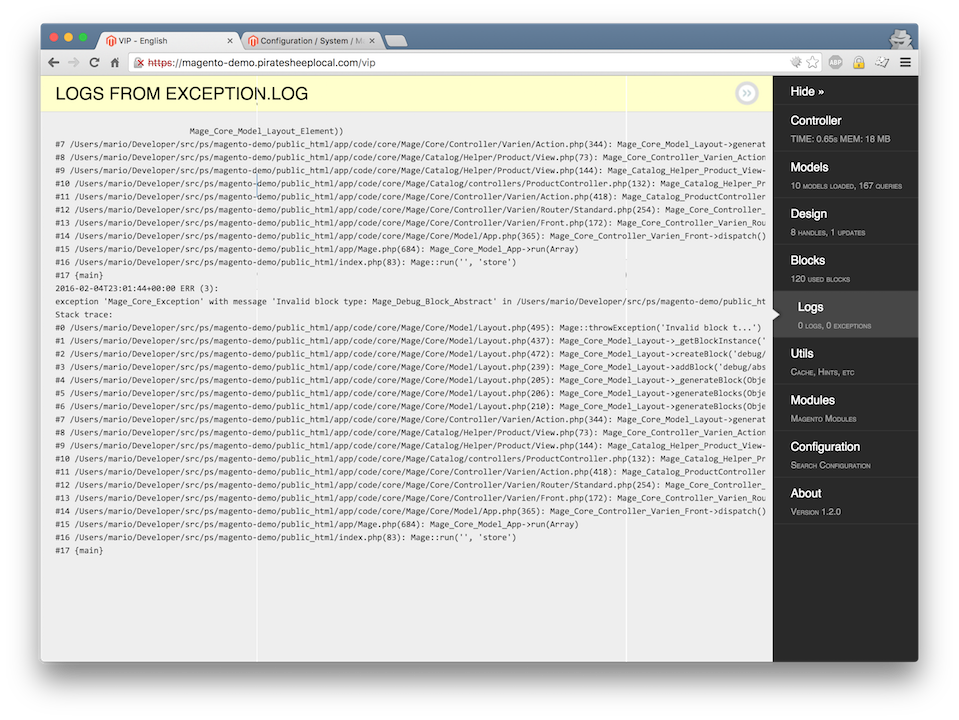 VIP - English
Configuration / System / M
https://magento-demo.piratesheeplocal.com/vip
ABP
LOGS FROM EXCEPTION.LOG
Mage_Core_Model_Layout_Element))
#7 /Users/mario/Developer/src/ps/magento-demo/public_html/app/code/core/Mage/Core/Controller/Varien/Action.php(344): Mage_Core_Model_Layout->generat
#8 /Users/mario/Developer/src/ps/magento-demo/public_html/app/code/core/Mage/Catalog/Helper/Product/View.php(73): Mage_Core_Controller_Varien_Action
#9 /Users/mario/Developer/src/ps/magento-demo/public_html/app/code/core/Mage/Catalog/Helper/Product/View.php(144): Mage_Catalog_Helper_Product_View-
#10 /Users/mario/Developer/src/ps/magento-demo/public_html/app/code/core/Mage/Catalog/controllers/ProductController.php(132): Mage_Catalog_Helper_Pr
#11 /Users/mario/Developer/src/ps/magento-demo/public_html/app/code/core/Mage/Core/Controller/Varien/Action.php(418): Mage_Catalog_ProductController
#12 /Users/mario/Developer/src/ps/magento-demo/public_html/app/code/core/Mage/Core/Controller/Varien/Router/Standard.php(254): Mage_Core_Controller_
#13 /Users/mario/Developer/src/ps/magento-demo/public_html/app/code/core/Mage/Core/Controller/Varien/Front.php(172): Mage_Core_Controller_Varien_Rou
#14 /Users/mario/Developer/src/ps/magento-demo/public_html/app/code/core/Mage/Core/Model/App.php(365): Mage_Core_Controller_Varien_Front->dispatch()
#15 /Users/mario/Developer/src/ps/magento-demo/public_html/app/Mage.php(684): Mage_Core_Model_App->run(Array)
#16 /Users/mario/Developer/src/ps/magento-demo/public_html/index.php(83): Mage::run('', 'store')
#17 {main}
2016-02-04T23:01:44+00:00 ERR (3):
exception 'Mage_Core_Exception' with message 'Invalid block type: Mage_Debug_Block_Abstract' in /Users/mario/Developer/src/ps/magento-demo/public_ht
Stack trace:
#0 /Users/mario/Developer/src/ps/magento-demo/public_html/app/code/core/Mage/Core/Model/Layout.php(495): Mage::throwException('Invalid block t...')
#1 /Users/mario/Developer/src/ps/magento-demo/public_html/app/code/core/Mage/Core/Model/Layout.php(437): Mage_Core_Model_Layout->_getBlockInstance('
#2 /Users/mario/Developer/src/ps/magento-demo/public_html/app/code/core/Mage/Core/Model/Layout.php(472): Mage_Core_Model_Layout->createBlock('debug/
#3 /Users/mario/Developer/src/ps/magento-demo/public_html/app/code/core/Mage/Core/Model/Layout.php(239): Mage_Core_Model_Layout->addBlock('debug/abs
#4 /Users/mario/Developer/src/ps/magento-demo/public_html/app/code/core/Mage/Core/Model/Layout.php(205): Mage_Core_Model_Layout->_generateBlock(Obje
#5 /Users/mario/Developer/src/ps/magento-demo/public_html/app/code/core/Mage/Core/Model/Layout.php(206): Mage_Core_Model_Layout->generateBlocks(Obje
#6 /Users/mario/Developer/src/ps/magento-demo/public_html/app/code/core/Mage/Core/Model/Layout.php(210): Mage_Core_Model_Layout->generateBlocks(Obje
#7 /Users/mario/Developer/src/ps/magento-demo/public_html/app/code/core/Mage/Core/Controller/Varien/Action.php(344): Mage_Core_Model_Layout->generat
#8 /Users/mario/Developer/src/ps/magento-demo/public_html/app/code/core/Mage/Catalog/Helper/Product/View.php(73): Mage_Core_Controller_Varien_Action
#9 /Users/mario/Developer/src/ps/magento-demo/public_html/app/code/core/Mage/Catalog/Helper/Product/View.php(144): Mage_Catalog_Helper_Product_View-
#10 /Users/mario/Developer/src/ps/magento-demo/public_html/app/code/core/Mage/Catalog/controllers/ProductController.php(132): Mage_Catalog_Helper_Pr
#11 /Users/mario/Developer/src/ps/magento-demo/public_html/app/code/core/Mage/Core/Controller/Varien/Action.php(418): Mage_Catalog_ProductController
#12 /Users/mario/Developer/src/ps/magento-demo/public_html/app/code/core/Mage/Core/Controller/Varien/Router/Standard.php(254): Mage_Core_Controller_
#13 /Users/mario/Developer/src/ps/magento-demo/public_html/app/code/core/Mage/Core/Controller/Varien/Front.php(172): Mage_Core_Controller_Varien_Rou
#14 /Users/mario/Developer/src/ps/magento-demo/public_html/app/code/core/Mage/Core/Model/App.php(365): Mage_Core_Controller_Varien_Front->dispatch()
#15 /Users/mario/Developer/src/ps/magento-demo/public_html/app/Mage.php(684): Mage_Core_Model_App->run(Array)
#16 /Users/mario/Developer/src/ps/magento-demo/public_html/index.php(83): Mage::run('', 'store')
#17 {main}
Hide »
Controller
TIME: 0.65s MEM: 18 MB
Models
10 models loaded, 167 queries
Design
8 handles, 1 updates
Blocks
120 used blocks
Logs
0 logs, 0 exceptions
Utils
Cache, Hints, etc
Modules
Magento Modules
Configuration
Search Configuration
About
Version 1.2.0